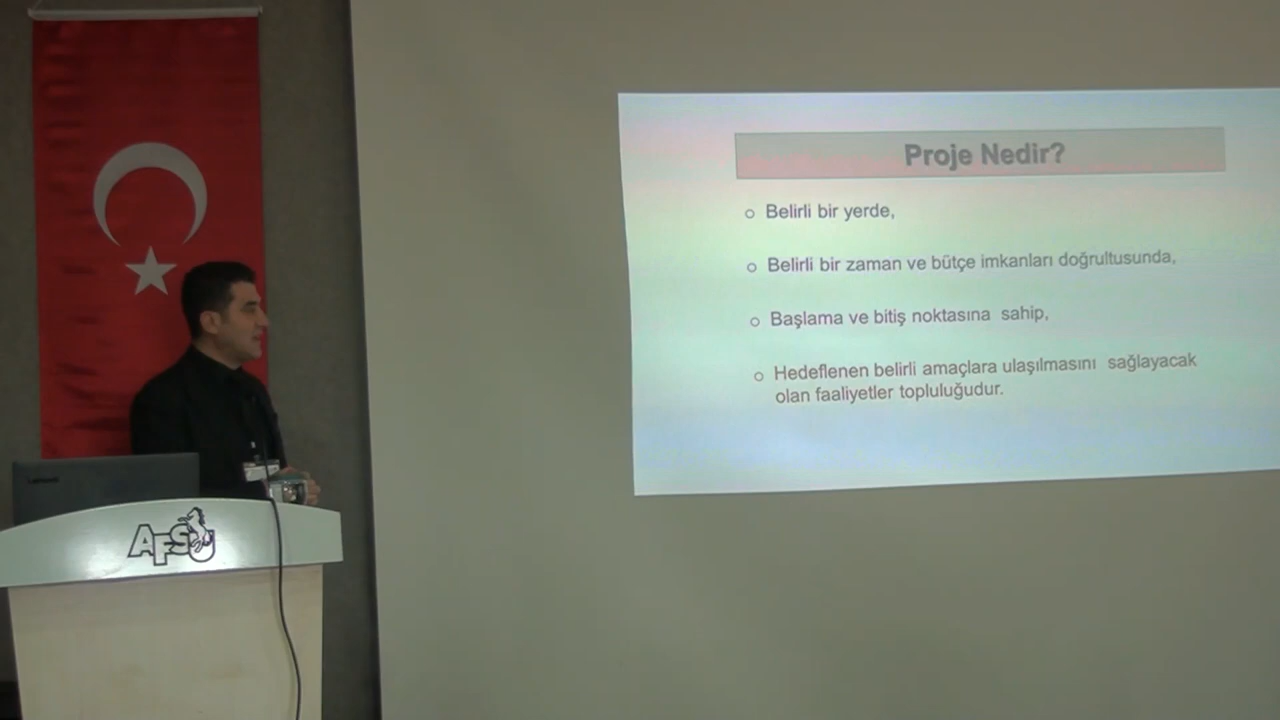 Proje Nedir?
Belirli bir yerde,
Belirli bir zaman ve bütçe imkanları doğrultusunda,
Başlama ve bitiş noktasına sahip,
Hedeflenen belirli amaçlara ulaşılmasını sağlayacak
olan faaliyetler topluluğudur.
AFSU